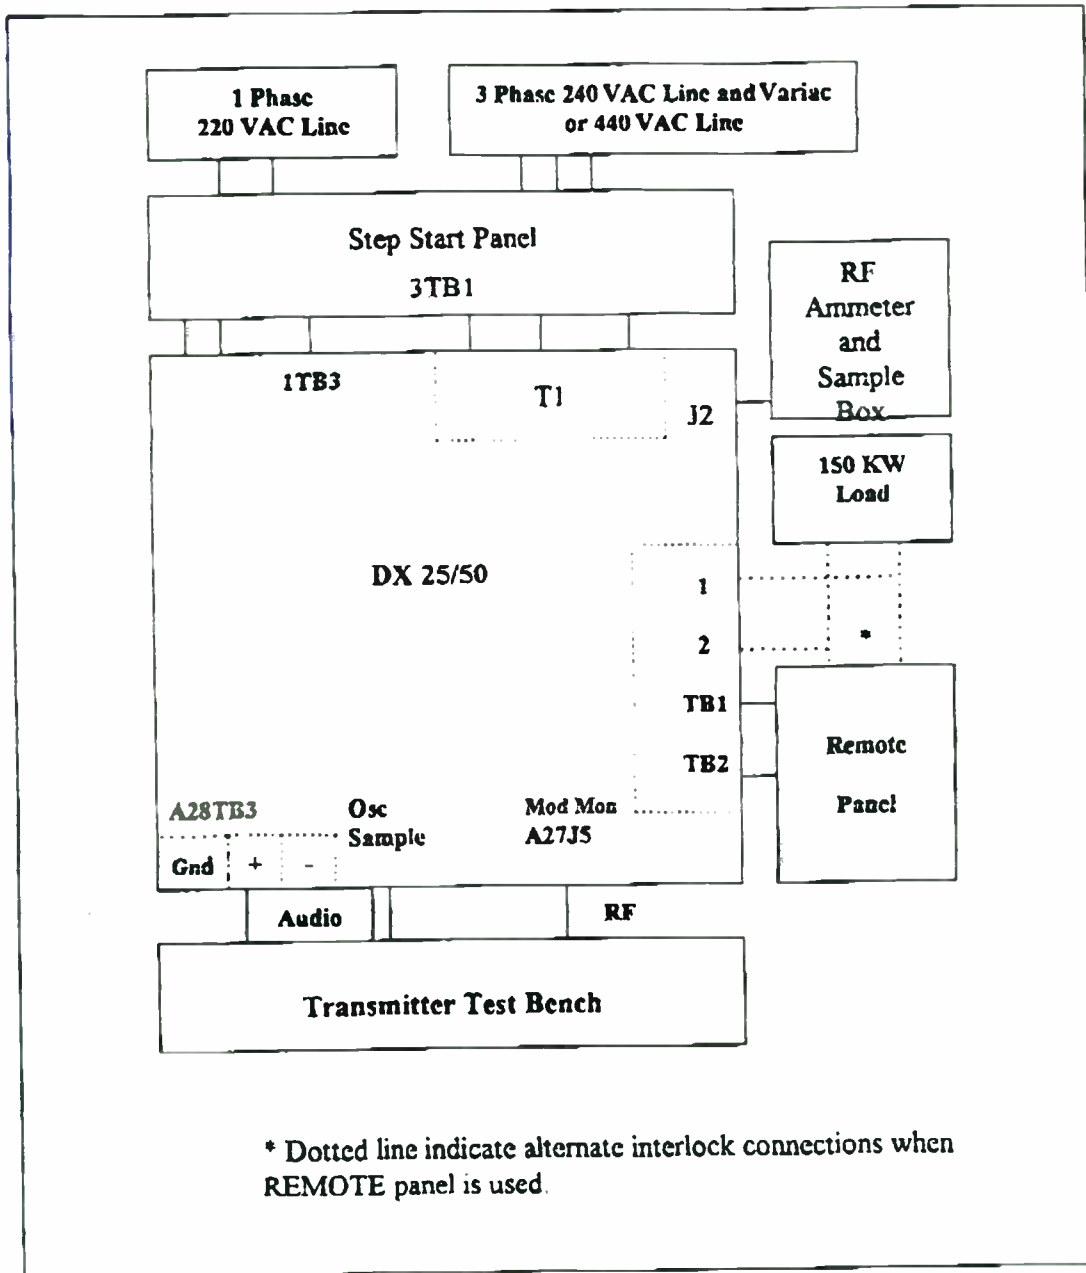 1 Phase
220 VAC Line
3 Phase 240 VAC Line and Variac
or 440 VAC Line
Step Start Panel
3TB1
RF
Ammeter
and
Sample
Box
1TB3
T1
J2
150 KW
Load
DX 25/50
1
2
*
TB1
TB2
Remote
Panel
A28TB3
Osc
Sample
Mod Mon
A27J5
Gnd
+
-
Audio
RF
Transmitter Test Bench
* Dotted line indicate alternate interlock connections when
REMOTE panel is used.